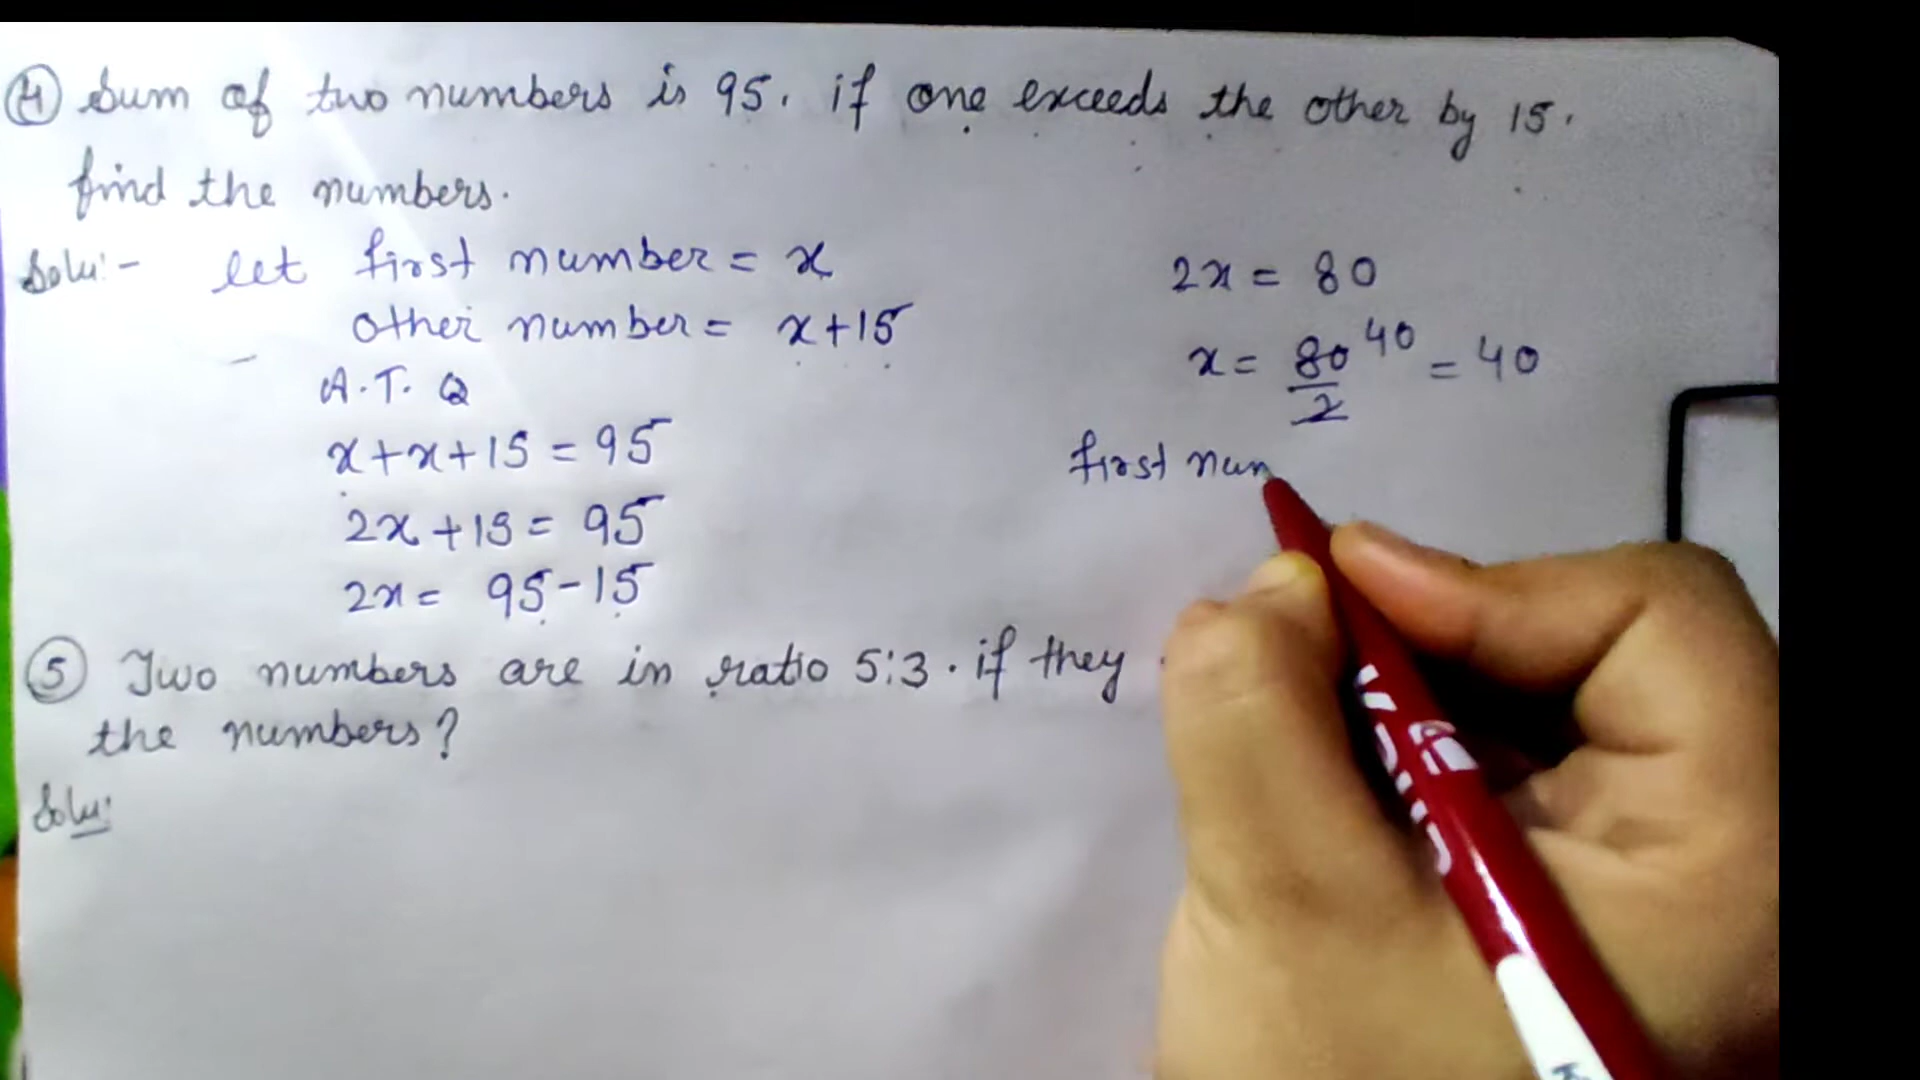 4 Sum of two numbers is 95. if one exceeds the other by 15.
find the numbers.
Solu:- let first number = x
other number = x+15
A.T.Q
x+x+15 = 95
2x+15 = 95
2x = 95-15
2x = 80
x = 80/2 40 = 40
first num
5 Two numbers are in ratio 5:3. if they
the numbers?
Solu: